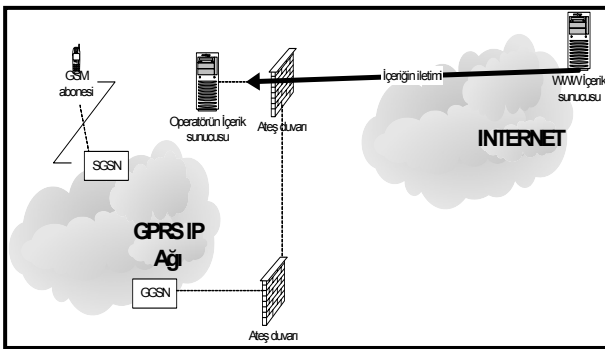 GSM
abonesi
Operatörün İçerik
sunucusu
Ateş duvarı
İçeriğin iletimi
WWW İçerik
sunucusu
INTERNET
SGSN
GPRS IP
Ağı
GGSN
Ateş duvarı